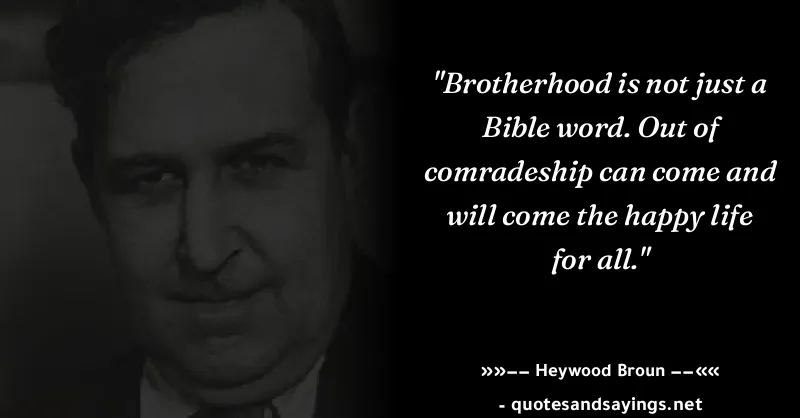 "Brotherhood is not just a
Bible word. Out of
comradeship can come and
will come the happy life
for all."
»»−− Heywood Broun −−««
- quotesandsayings.net